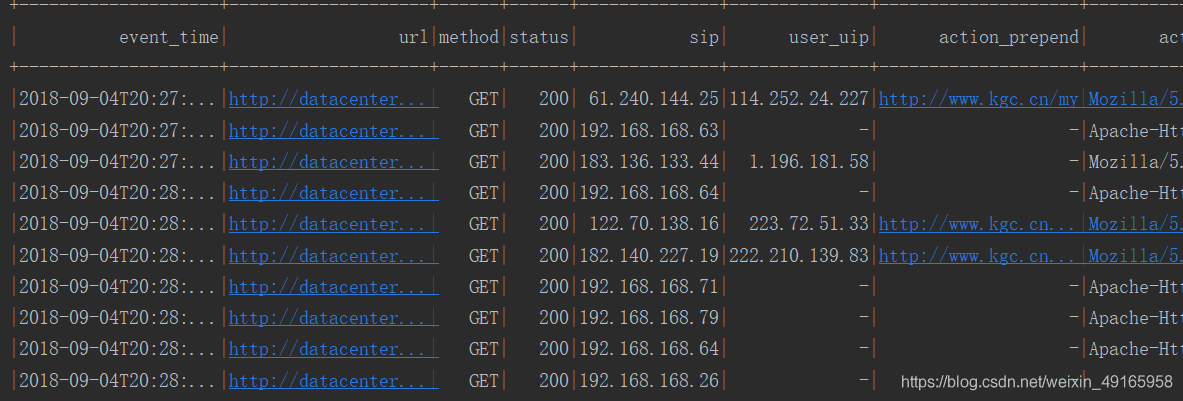 +--------------------+--------------------+------+------+--------------+--------------+--------------------+----------
|          event_time|                 url|method|status|           sip|      user_uip|      action_prepend|       act
+--------------------+--------------------+------+------+--------------+--------------+--------------------+----------
|2018-09-04T20:27:...|http://datacenter...|   GET|   200| 61.240.144.25|114.252.24.227|http://www.kgc.cn/my|Mozilla/5.
|2018-09-04T20:27:...|http://datacenter...|   GET|   200|192.168.168.63|             -|                   -|Apache-Htt
|2018-09-04T20:27:...|http://datacenter...|   GET|   200|183.136.133.44|  1.196.181.58|                   -|Mozilla/5.
|2018-09-04T20:28:...|http://datacenter...|   GET|   200|192.168.168.64|             -|                   -|Apache-Htt
|2018-09-04T20:28:...|http://datacenter...|   GET|   200| 122.70.138.16|  223.72.51.33|http://www.kgc.cn...|Mozilla/5.
|2018-09-04T20:28:...|http://datacenter...|   GET|   200|182.140.227.19|222.210.139.83|http://www.kgc.cn...|Mozilla/5.
|2018-09-04T20:28:...|http://datacenter...|   GET|   200|192.168.168.71|             -|                   -|Apache-Htt
|2018-09-04T20:28:...|http://datacenter...|   GET|   200|192.168.168.79|             -|                   -|Apache-Htt
|2018-09-04T20:28:...|http://datacenter...|   GET|   200|192.168.168.64|             -|                   -|Apache-Htt
|2018-09-04T20:28:...|http://datacenter...|   GET|   200|192.168.168.26|             -|
https://blog.csdn.net/weixin_49165958